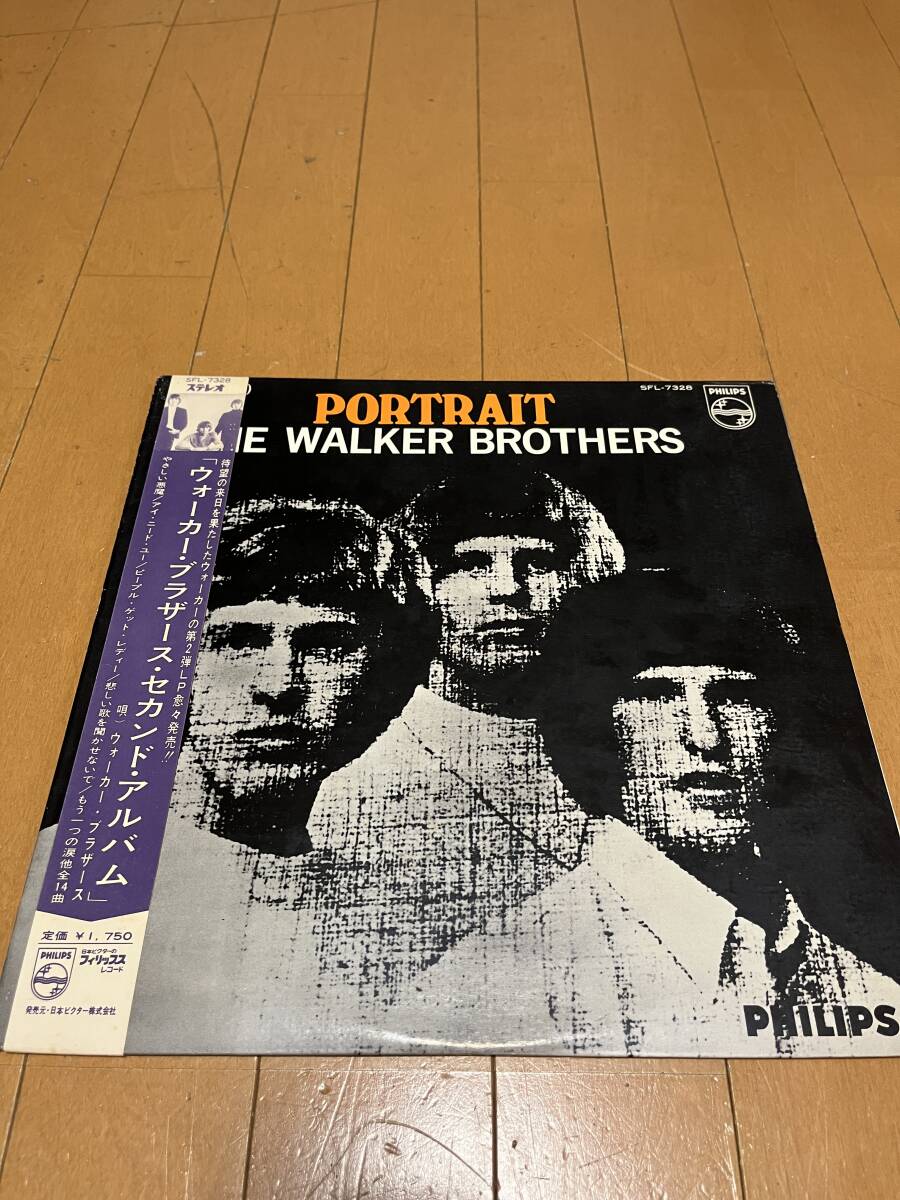 SFL-7328
ステレオ
待望の来日を果たしたウォーカーの第2弾LP愈々発売!!
「ウォーカー・ブラザース・セカンド・アルバム」
唄)ウォーカー・ブラザース
やさしい悪魔/アイ・ニード・ユー/ピープル・ゲット・レディー/悲しい歌を聞かせないで/もう一つの涙他全14曲
定価 ¥1,750
PHILIPS
日本ビクターの
フィリップス
レコード
発売元・日本ビクター株式会社
PORTRAIT
HE WALKER BROTHERS
SFL-7328
PHILIPS
PHILIPS